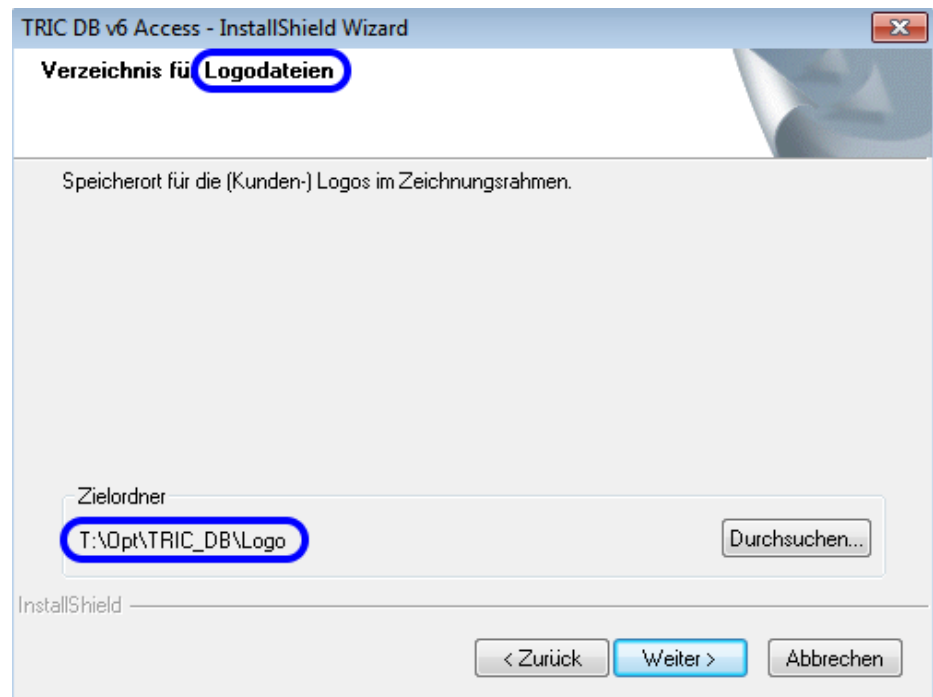 TRIC DB v6 Access - InstallShield Wizard
Verzeichnis fü Logodateien
Speicherort für die (Kunden-) Logos im Zeichnungsrahmen.
Zielordner
T:\Opt\TRIC_DB\Logo
Durchsuchen...
InstallShield
< Zurück Weiter > Abbrechen